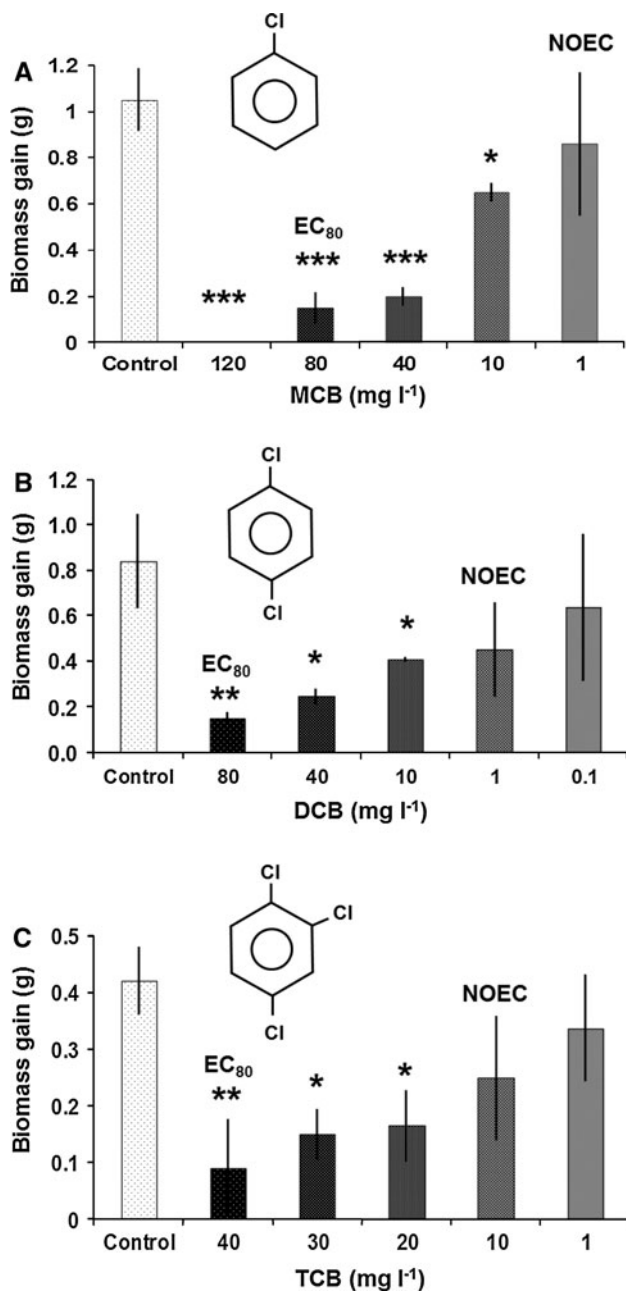 Cl
A
NOEC
Biomass gain (g)
1.2
1
0.8
0.6
0.4
0.2
0
***
EC80
***
***
*
Control 120 80 40 10 1
MCB (mg l-1)
Cl
B
Cl
Biomass gain (g)
1.2
1.0
0.8
0.6
0.4
0.2
0.0
EC80
**
*
*
NOEC
Control 80 40 10 1 0.1
DCB (mg l-1)
Cl
C
Cl
Cl
Biomass gain (g)
0.5
0.4
0.3
0.2
0.1
0
EC80
**
*
*
NOEC
Control 40 30 20 10 1
TCB (mg l-1)